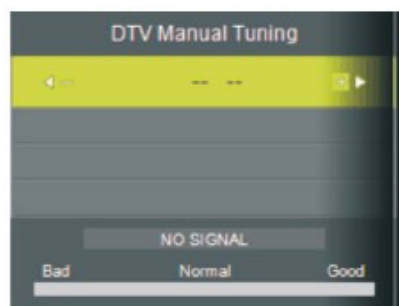 DTV Manual Tuning
-- -- --
NO SIGNAL
Bad Normal Good